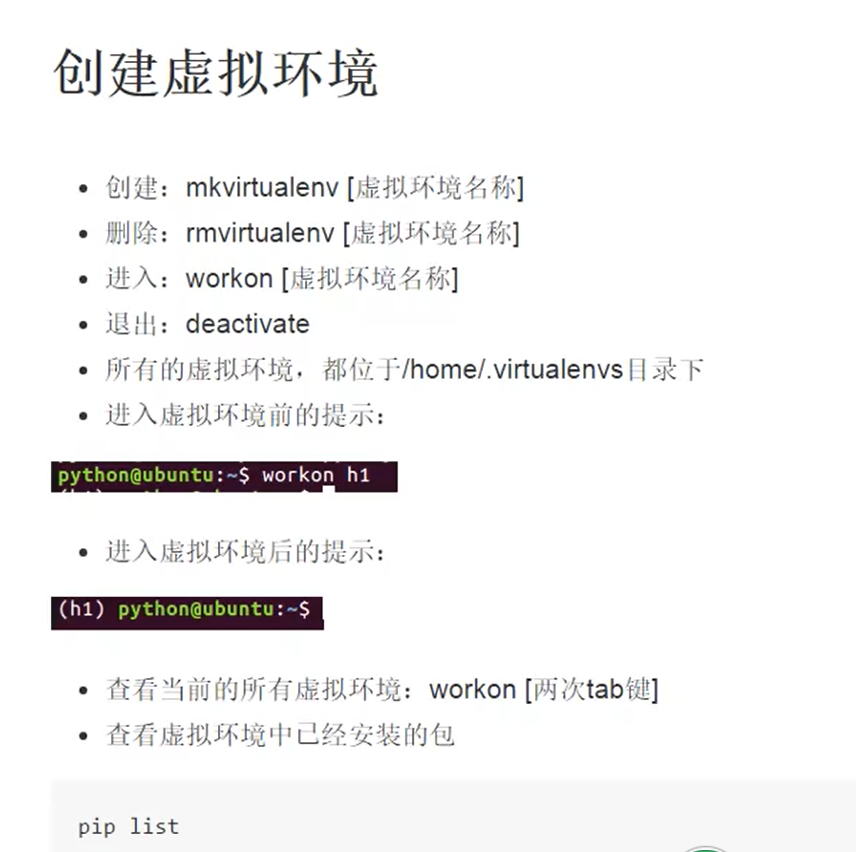 创建虚拟环境
创建：mkvirtualenv [虚拟环境名称]
删除：rmvirtualenv [虚拟环境名称]
进入：workon [虚拟环境名称]
退出：deactivate
所有的虚拟环境，都位于/home/.virtualenvs目录下
进入虚拟环境前的提示：
python@ubuntu:~$ workon h1
进入虚拟环境后的提示：
(h1) python@ubuntu:~$
查看当前的所有虚拟环境：workon [两次tab键]
查看虚拟环境中已经安装的包
pip list